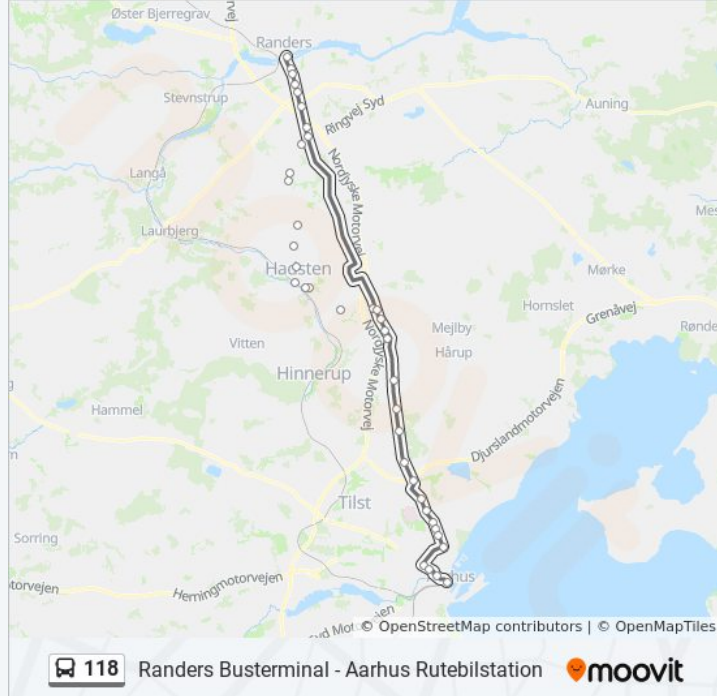 Øster Bjerregrav
Randers
Stevnstrup
Auning
Ringvej Syd
Langå
Nordjyske Motorvej
Laurbjerg
Hadsten
Mørke
Hornslet
Grenåvej
Mejlby
Vitten
Hårup
Hinnerup
Nordjyske Motorvej
Hammel
Djurslandmotorvejen
Tilst
Sorring
Herningmotorvejen
Aarhus
© OpenStreetMap contributors | © OpenMapTiles
118 Randers Busterminal - Aarhus Rutebilstation moovit